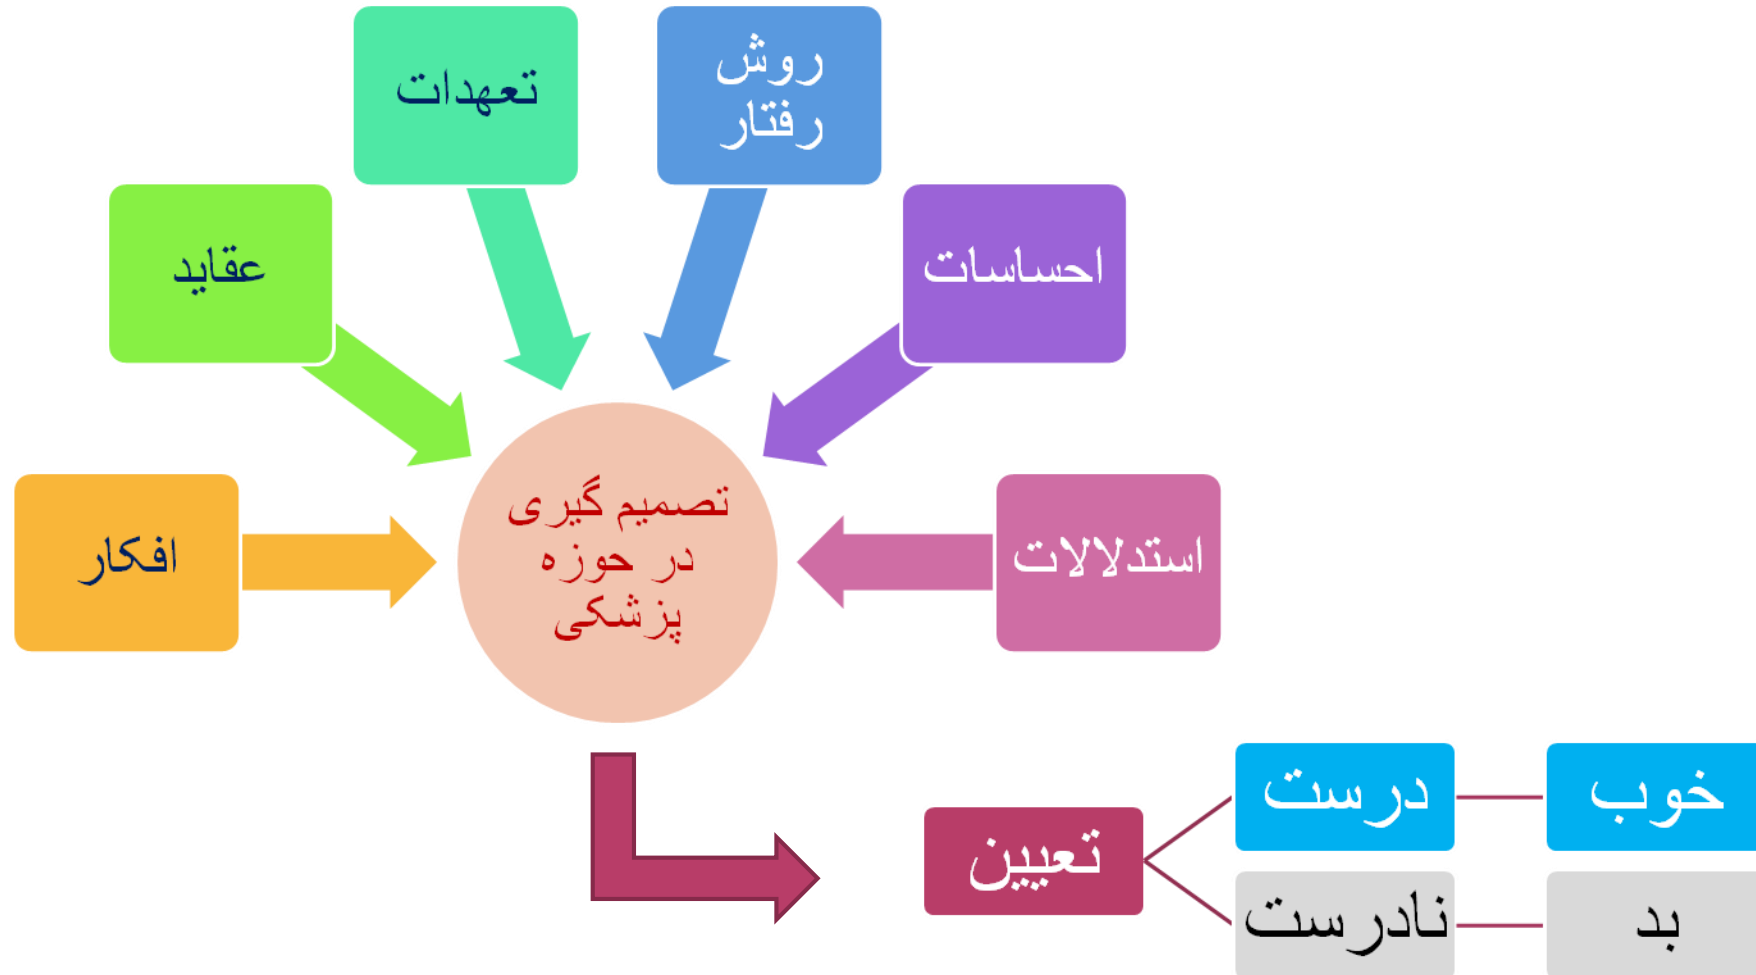 روش
رفتار
تعهدات
احساسات
عقاید
استدلالات
افکار
تصمیم گیری
در حوزه
پزشکی
تعیین
درست
خوب
نادرست
بد